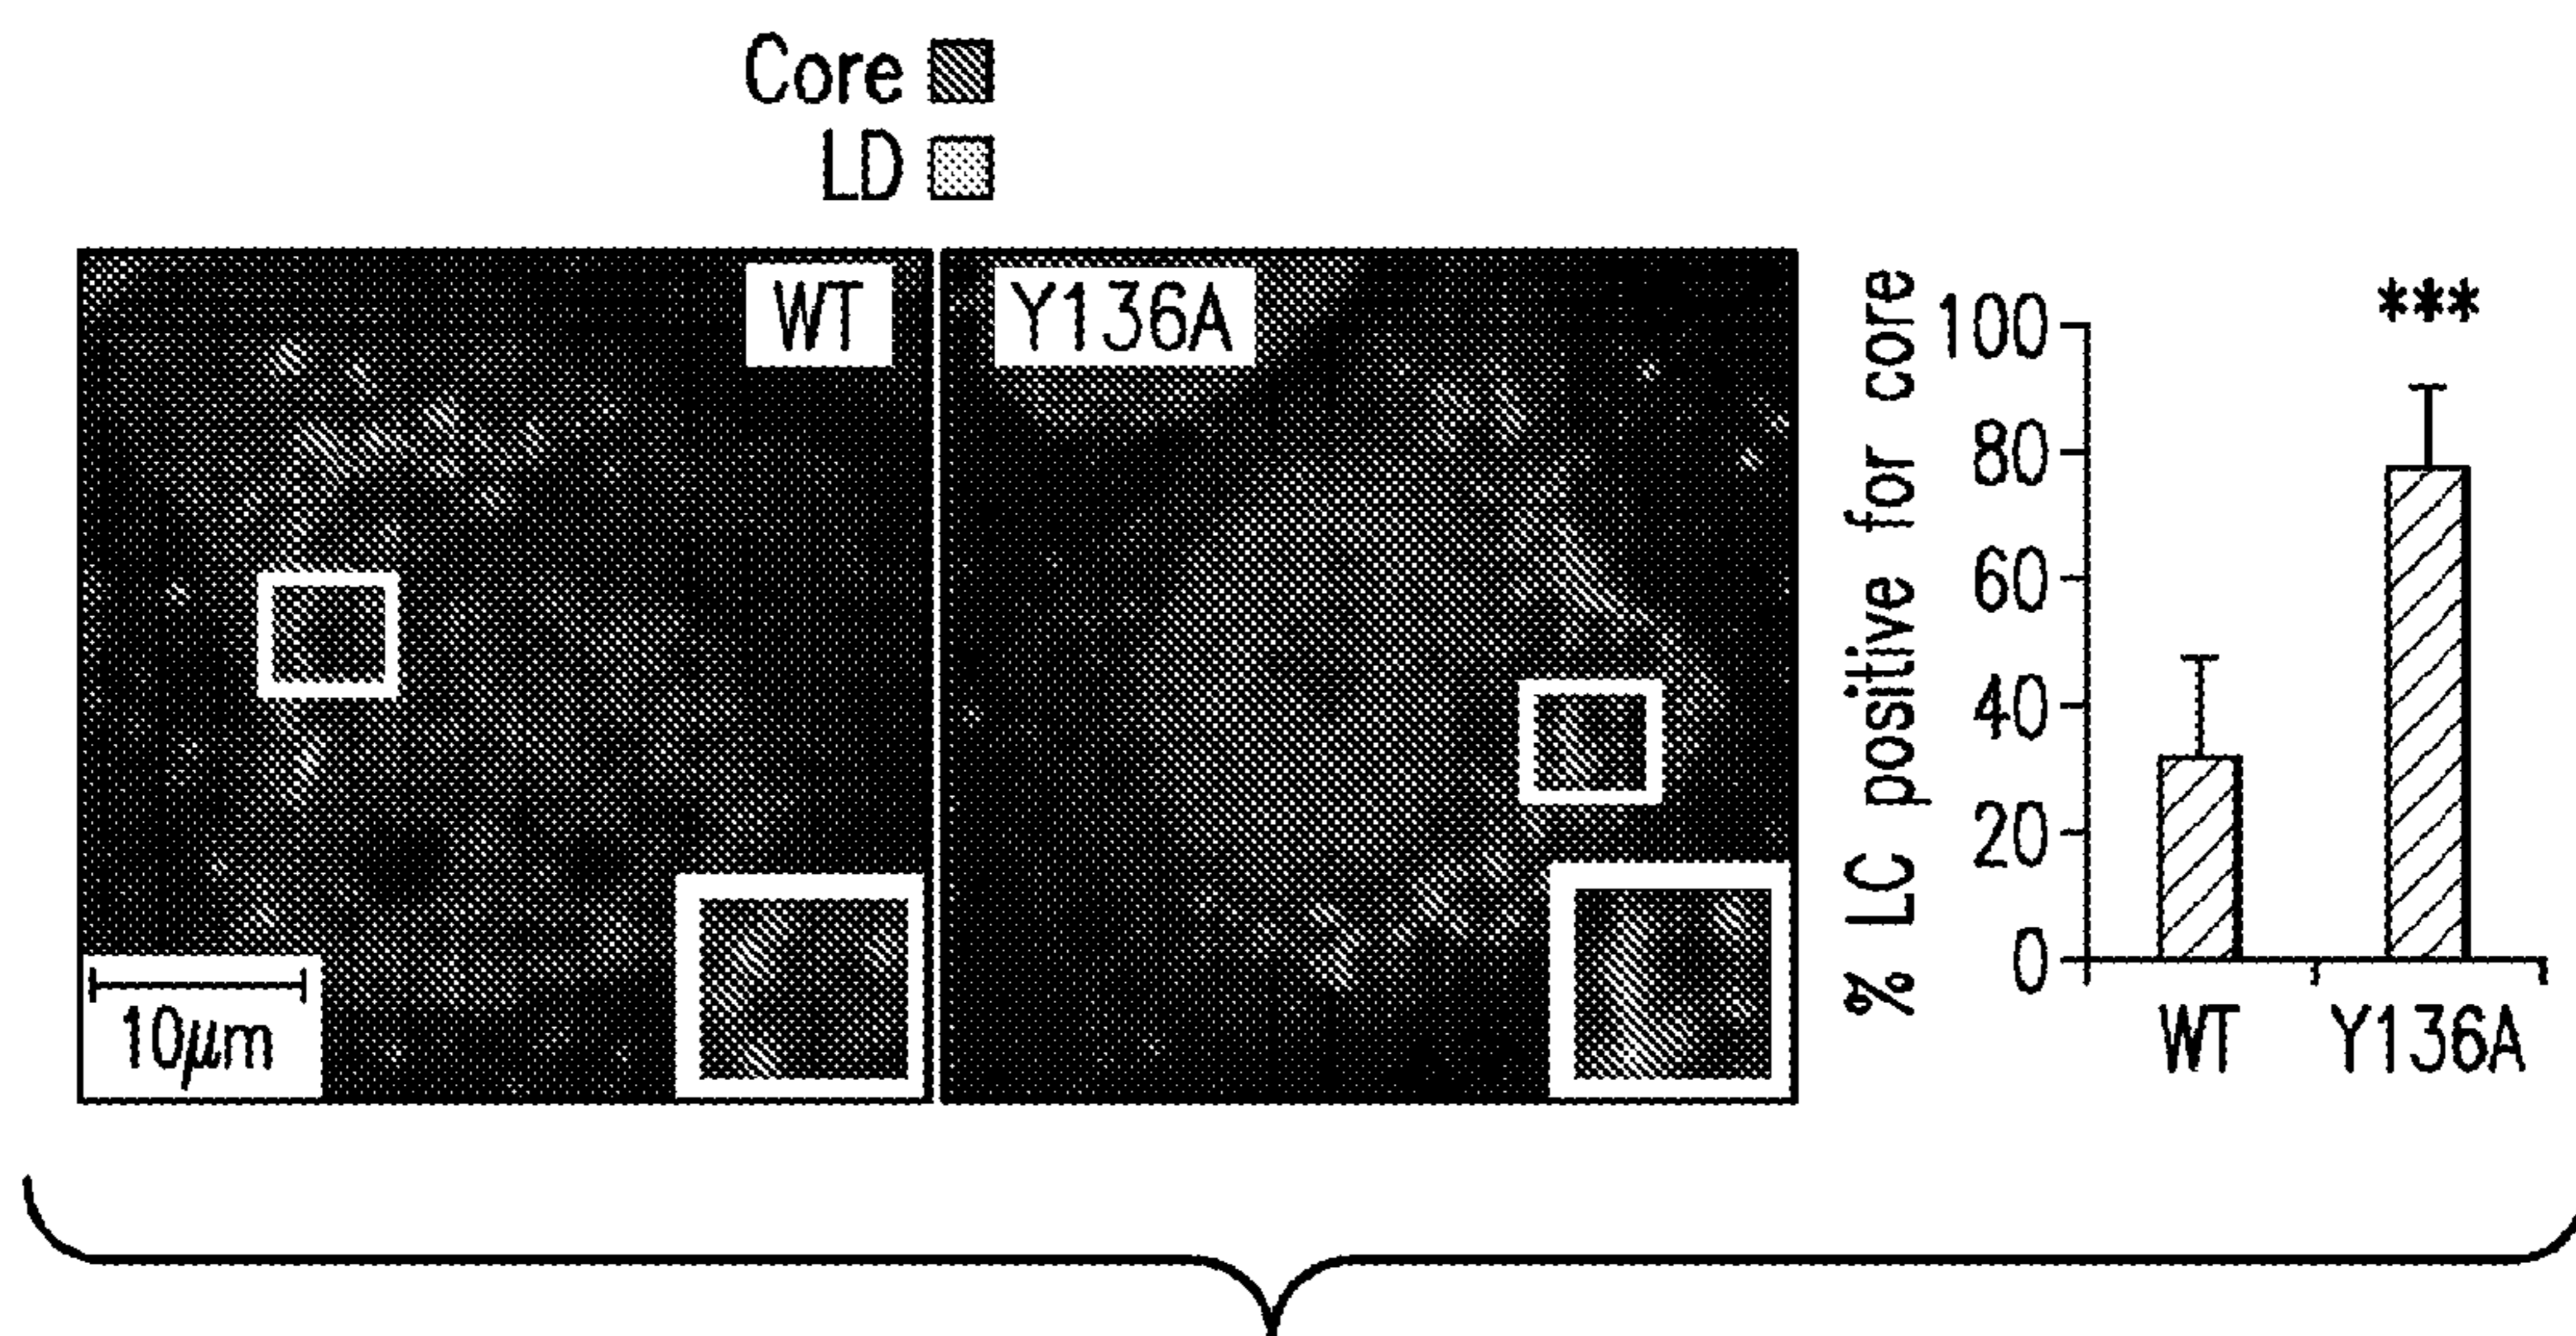 Core
LD
WT
Y136A
10μm
% LC positive for core
100
80
60
40
20
0
***
WT
Y136A